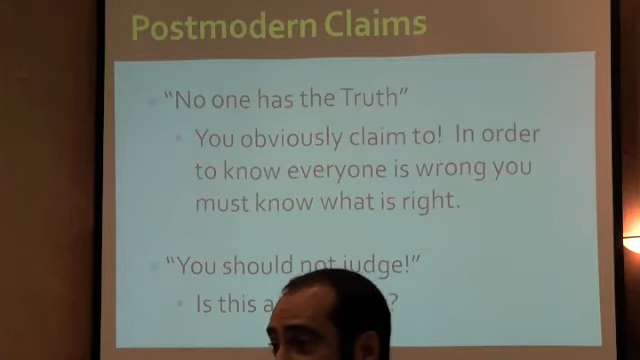 Postmodern Claims
• "No one has the Truth"
• You obviously claim to! In order
to know everyone is wrong you
must know what is right.
• "You should not judge!"
• Is this a ?